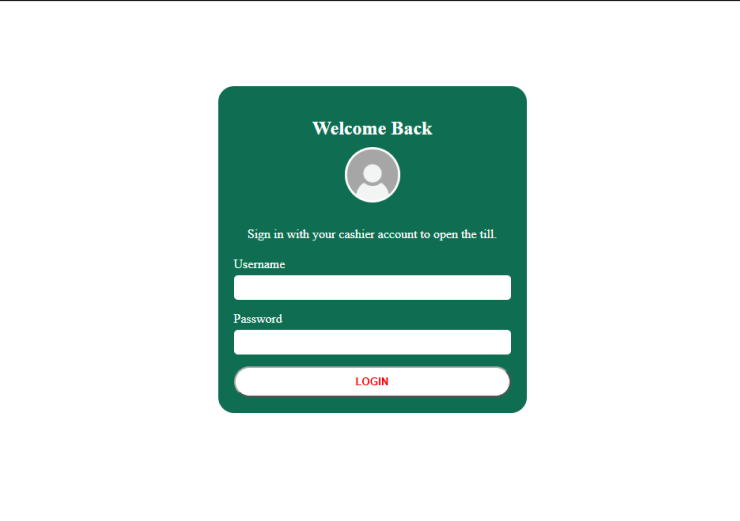 Welcome Back
Sign in with your cashier account to open the till.
Username
Password
LOGIN